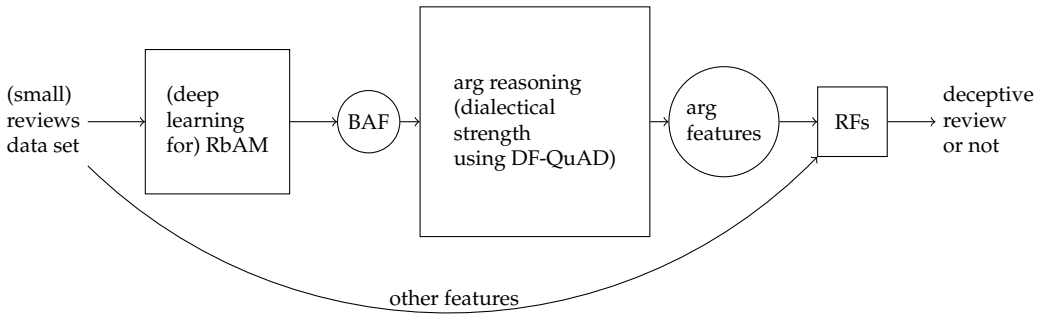 (small)
reviews
data set
(deep
learning
for) RbAM
BAF
arg reasoning
(dialectical
strength
using DF-QuAD)
arg
features
RFs
deceptive
review
or not
other features